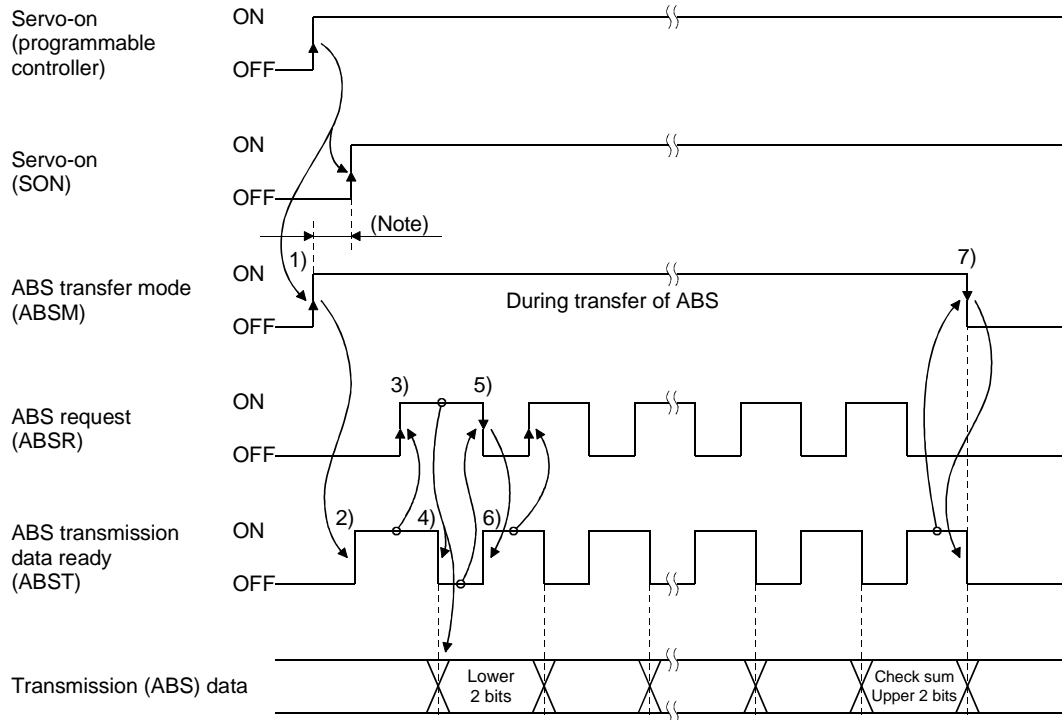 Servo-on
(programmable
controller)
ON
OFF
Servo-on
(SON)
ON
OFF
(Note)
ABS transfer mode
(ABSM)
ON
OFF
1)
During transfer of ABS
7)
ABS request
(ABSR)
ON
OFF
3)
5)
ABS transmission
data ready
(ABST)
ON
OFF
2)
4)
6)
Transmission (ABS) data
Lower
2 bits
Check sum
Upper 2 bits